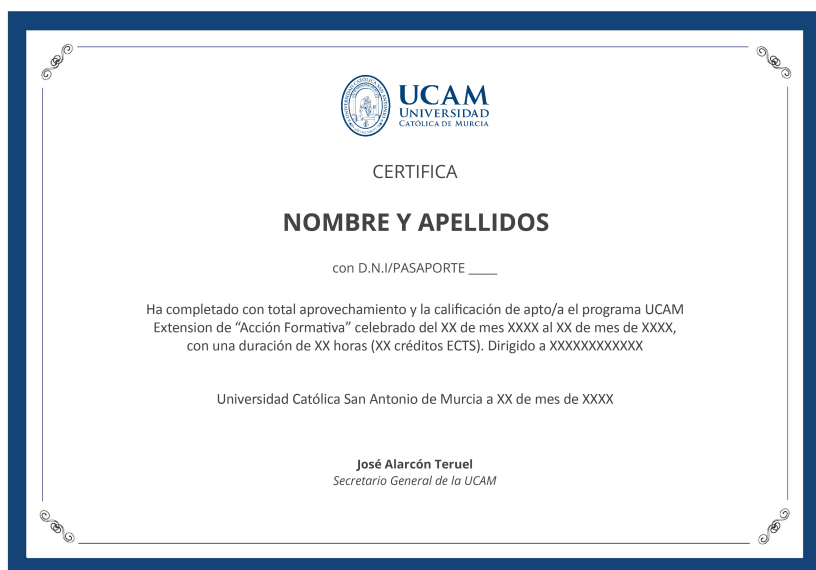 UCAM
UNIVERSIDAD
CATÓLICA DE MURCIA
CERTIFICA
NOMBRE Y APELLIDOS
con D.N.I/PASAPORTE ____
Ha completado con total aprovechamiento y la calificación de apto/a el programa UCAM
Extension de “Acción Formativa” celebrado del XX de mes XXXX al XX de mes de XXXX,
con una duración de XX horas (XX créditos ECTS). Dirigido a XXXXXXXXXXXX
Universidad Católica San Antonio de Murcia a XX de mes de XXXX
José Alarcón Teruel
Secretario General de la UCAM